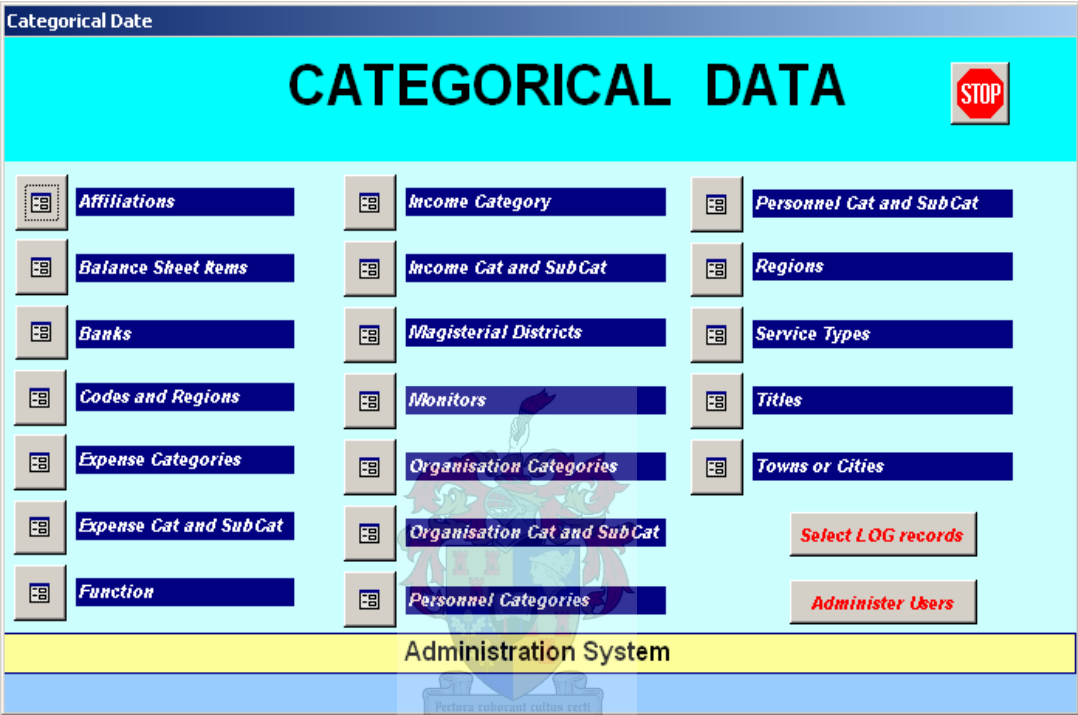 Categorical Date
CATEGORICAL DATA
STOP
Affiliations
Balance Sheet Items
Banks
Codes and Regions
Expense Categories
Expense Cat and SubCat
Function
Income Category
Income Cat and SubCat
Magisterial Districts
Monitors
Organisation Categories
Organisation Cat and SubCat
Personnel Categories
Personnel Cat and SubCat
Regions
Service Types
Titles
Towns or Cities
Select LOG records
Administer Users
Administration System
Pectora roborant cultus recti